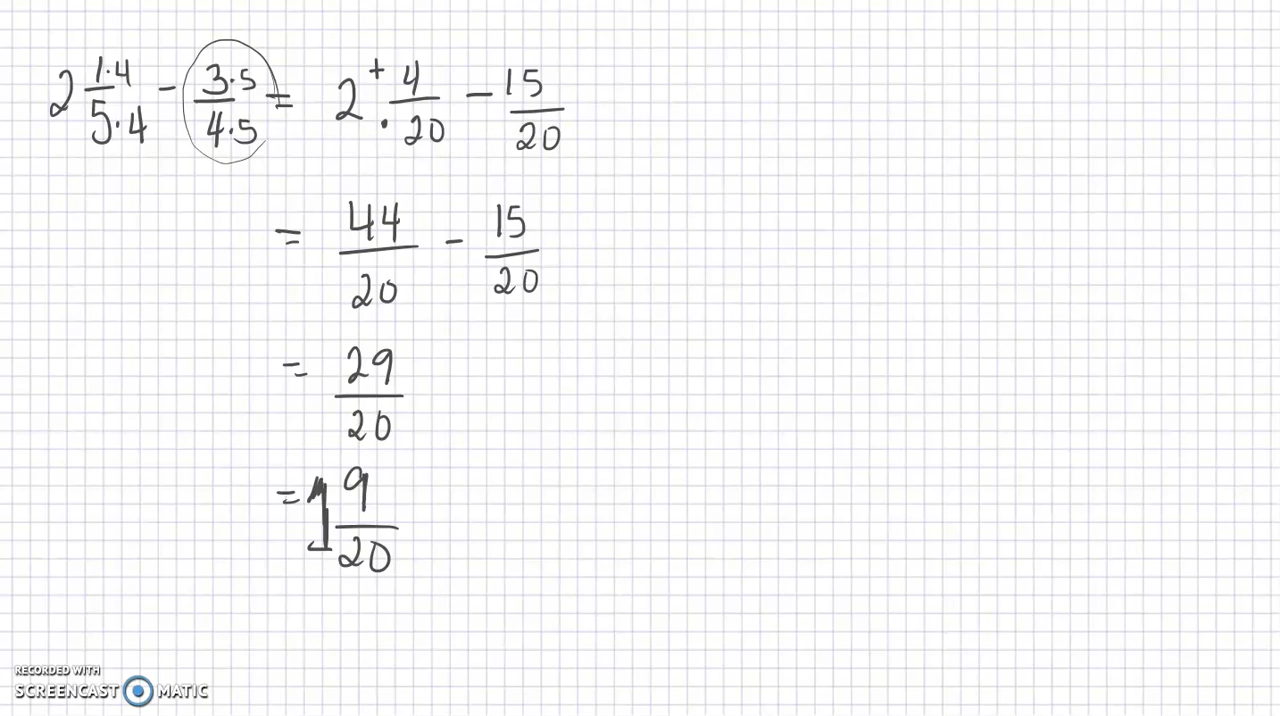 2 1·4/5·4 - 3·5/4·5 = 2 + · 4/20 - 15/20
= 44/20 - 15/20
= 29/20
= 1 9/20
RECORDED WITH
SCREENCAST MATIC